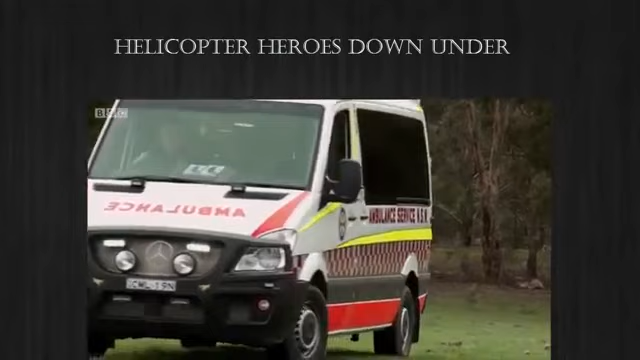 HELICOPTER HEROES DOWN UNDER
BBC
AMBULANCE
AMBULANCE SERVICE N.S.W.
CWL·19N